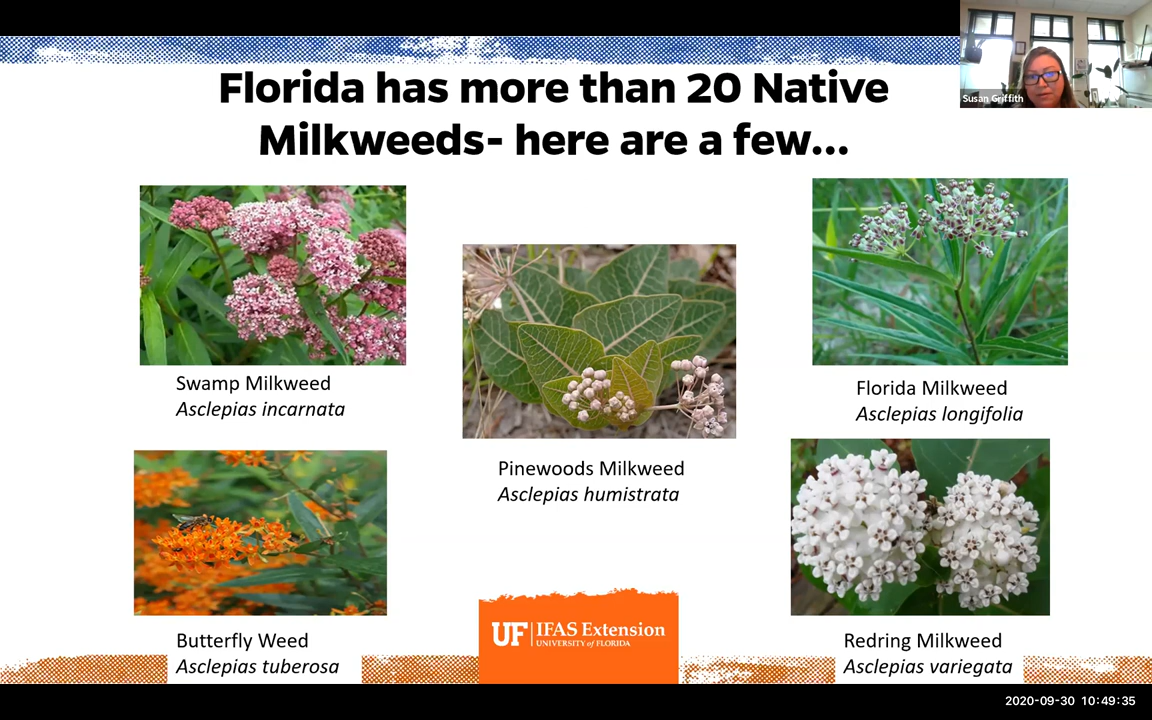 Florida has more than 20 Native
Milkweeds- here are a few...
Susan Griffith
Swamp Milkweed
Asclepias incarnata
Florida Milkweed
Asclepias longifolia
Pinewoods Milkweed
Asclepias humistrata
Butterfly Weed
Asclepias tuberosa
Redring Milkweed
Asclepias variegata
UF IFAS Extension
UNIVERSITY of FLORIDA
2020-09-30 10:49:35